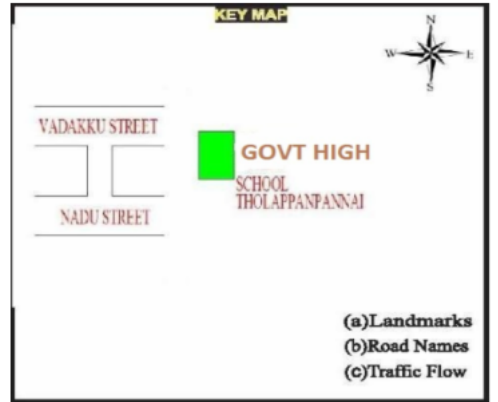 KEY MAP
N
W E
S
VADAKKU STREET
GOVT HIGH
SCHOOL
THOLAPPANPANNAI
NADU STREET
(a)Landmarks
(b)Road Names
(c)Traffic Flow